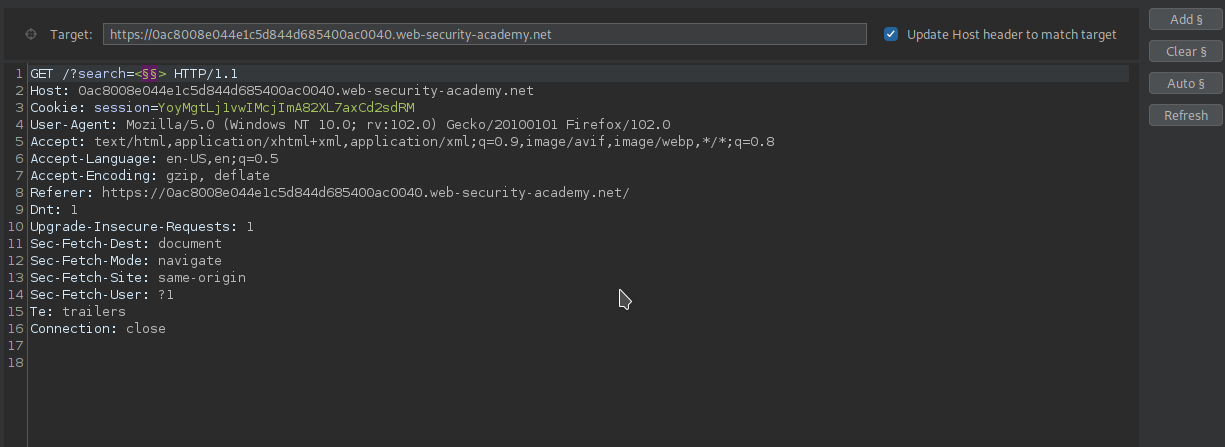 Target: https://0ac8008e044e1c5d844d685400ac0040.web-security-academy.net Update Host header to match target
Add §
Clear §
Auto §
Refresh
1 GET /?search=<§§> HTTP/1.1
2 Host: 0ac8008e044e1c5d844d685400ac0040.web-security-academy.net
3 Cookie: session=YoyMgtLj1vwIMcjImA82XL7axCd2sdRM
4 User-Agent: Mozilla/5.0 (Windows NT 10.0; rv:102.0) Gecko/20100101 Firefox/102.0
5 Accept: text/html,application/xhtml+xml,application/xml;q=0.9,image/avif,image/webp,*/*;q=0.8
6 Accept-Language: en-US,en;q=0.5
7 Accept-Encoding: gzip, deflate
8 Referer: https://0ac8008e044e1c5d844d685400ac0040.web-security-academy.net/
9 Dnt: 1
10 Upgrade-Insecure-Requests: 1
11 Sec-Fetch-Dest: document
12 Sec-Fetch-Mode: navigate
13 Sec-Fetch-Site: same-origin
14 Sec-Fetch-User: ?1
15 Te: trailers
16 Connection: close
17
18